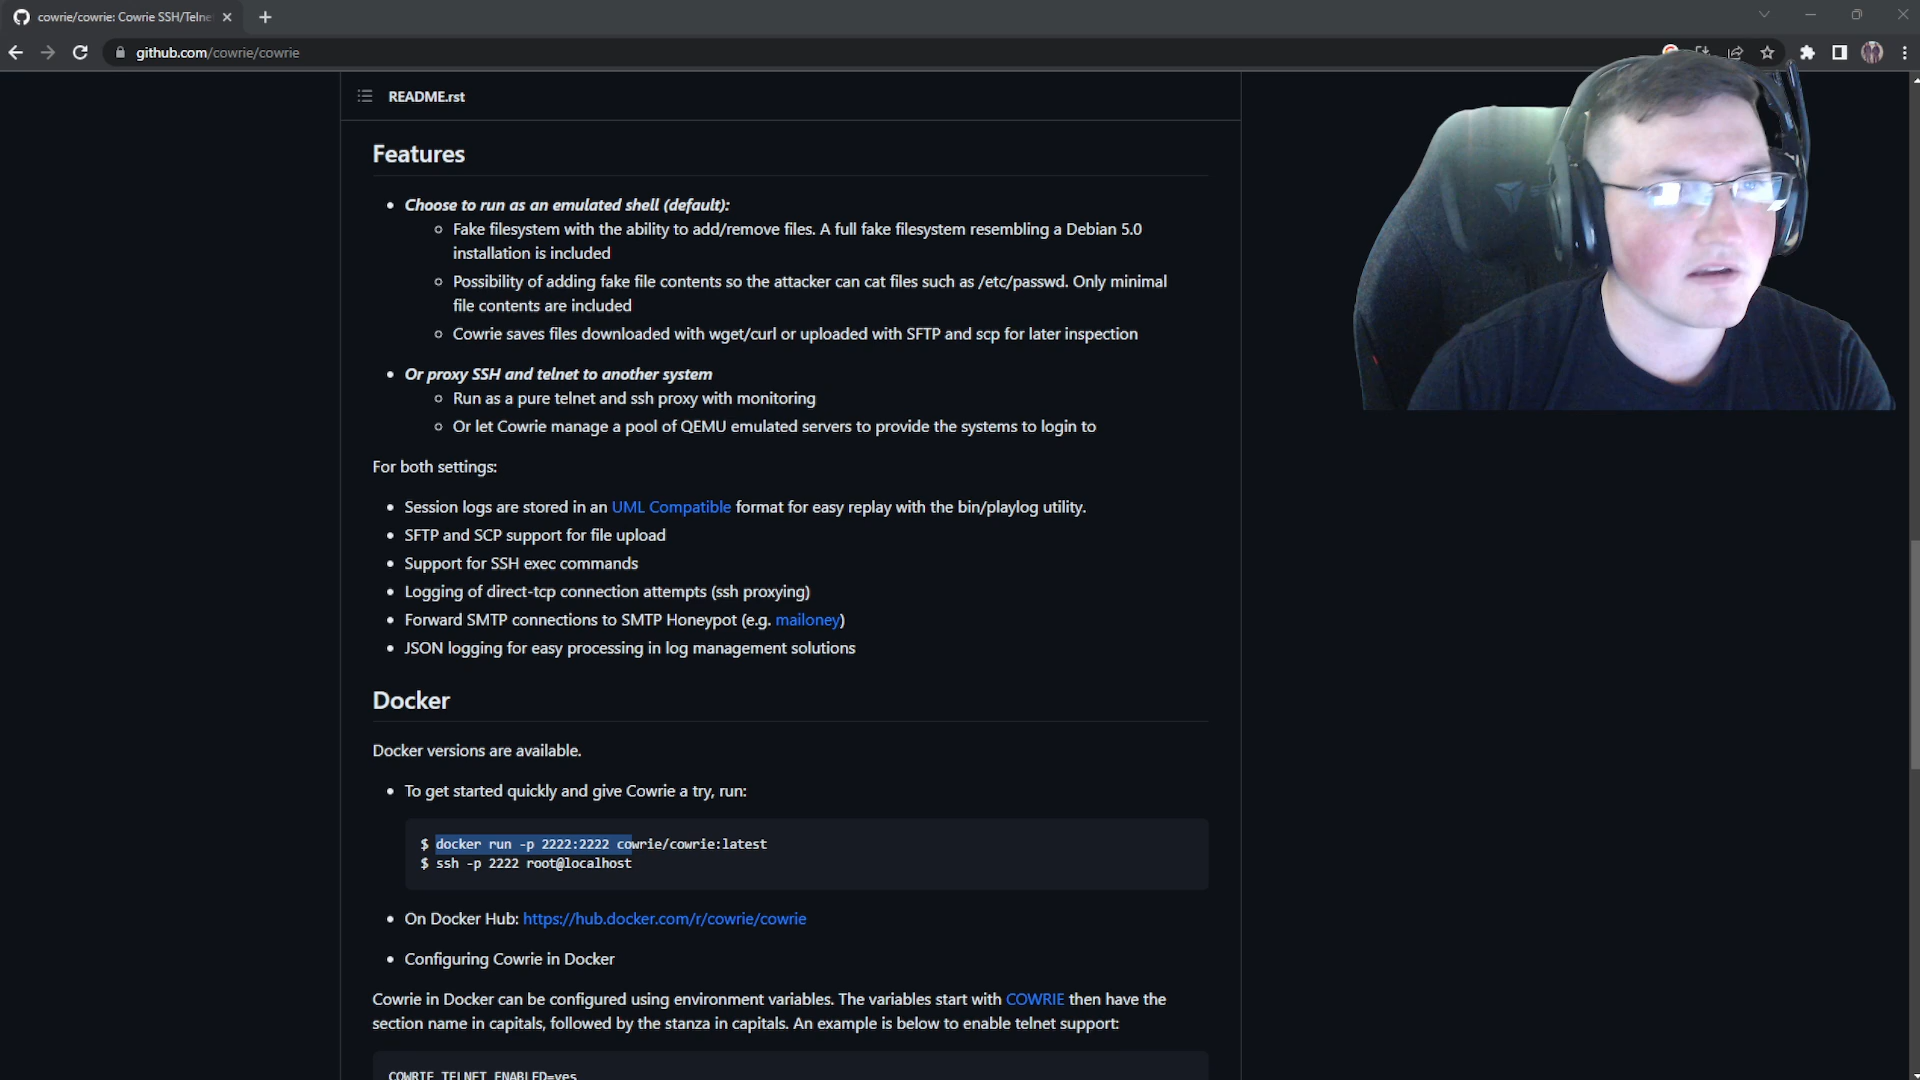 cowrie/cowrie: Cowrie SSH/Telne
github.com/cowrie/cowrie
README.rst
Features
Choose to run as an emulated shell (default):
Fake filesystem with the ability to add/remove files. A full fake filesystem resembling a Debian 5.0
installation is included
Possibility of adding fake file contents so the attacker can cat files such as /etc/passwd. Only minimal
file contents are included
Cowrie saves files downloaded with wget/curl or uploaded with SFTP and scp for later inspection
Or proxy SSH and telnet to another system
Run as a pure telnet and ssh proxy with monitoring
Or let Cowrie manage a pool of QEMU emulated servers to provide the systems to login to
For both settings:
Session logs are stored in an UML Compatible format for easy replay with the bin/playlog utility.
SFTP and SCP support for file upload
Support for SSH exec commands
Logging of direct-tcp connection attempts (ssh proxying)
Forward SMTP connections to SMTP Honeypot (e.g. mailoney)
JSON logging for easy processing in log management solutions
Docker
Docker versions are available.
To get started quickly and give Cowrie a try, run:
$ docker run -p 2222:2222 cowrie/cowrie:latest
$ ssh -p 2222 root@localhost
On Docker Hub: https://hub.docker.com/r/cowrie/cowrie
Configuring Cowrie in Docker
Cowrie in Docker can be configured using environment variables. The variables start with COWRIE then have the
section name in capitals, followed by the stanza in capitals. An example is below to enable telnet support:
COWRIE_TELNET_ENABLED=yes